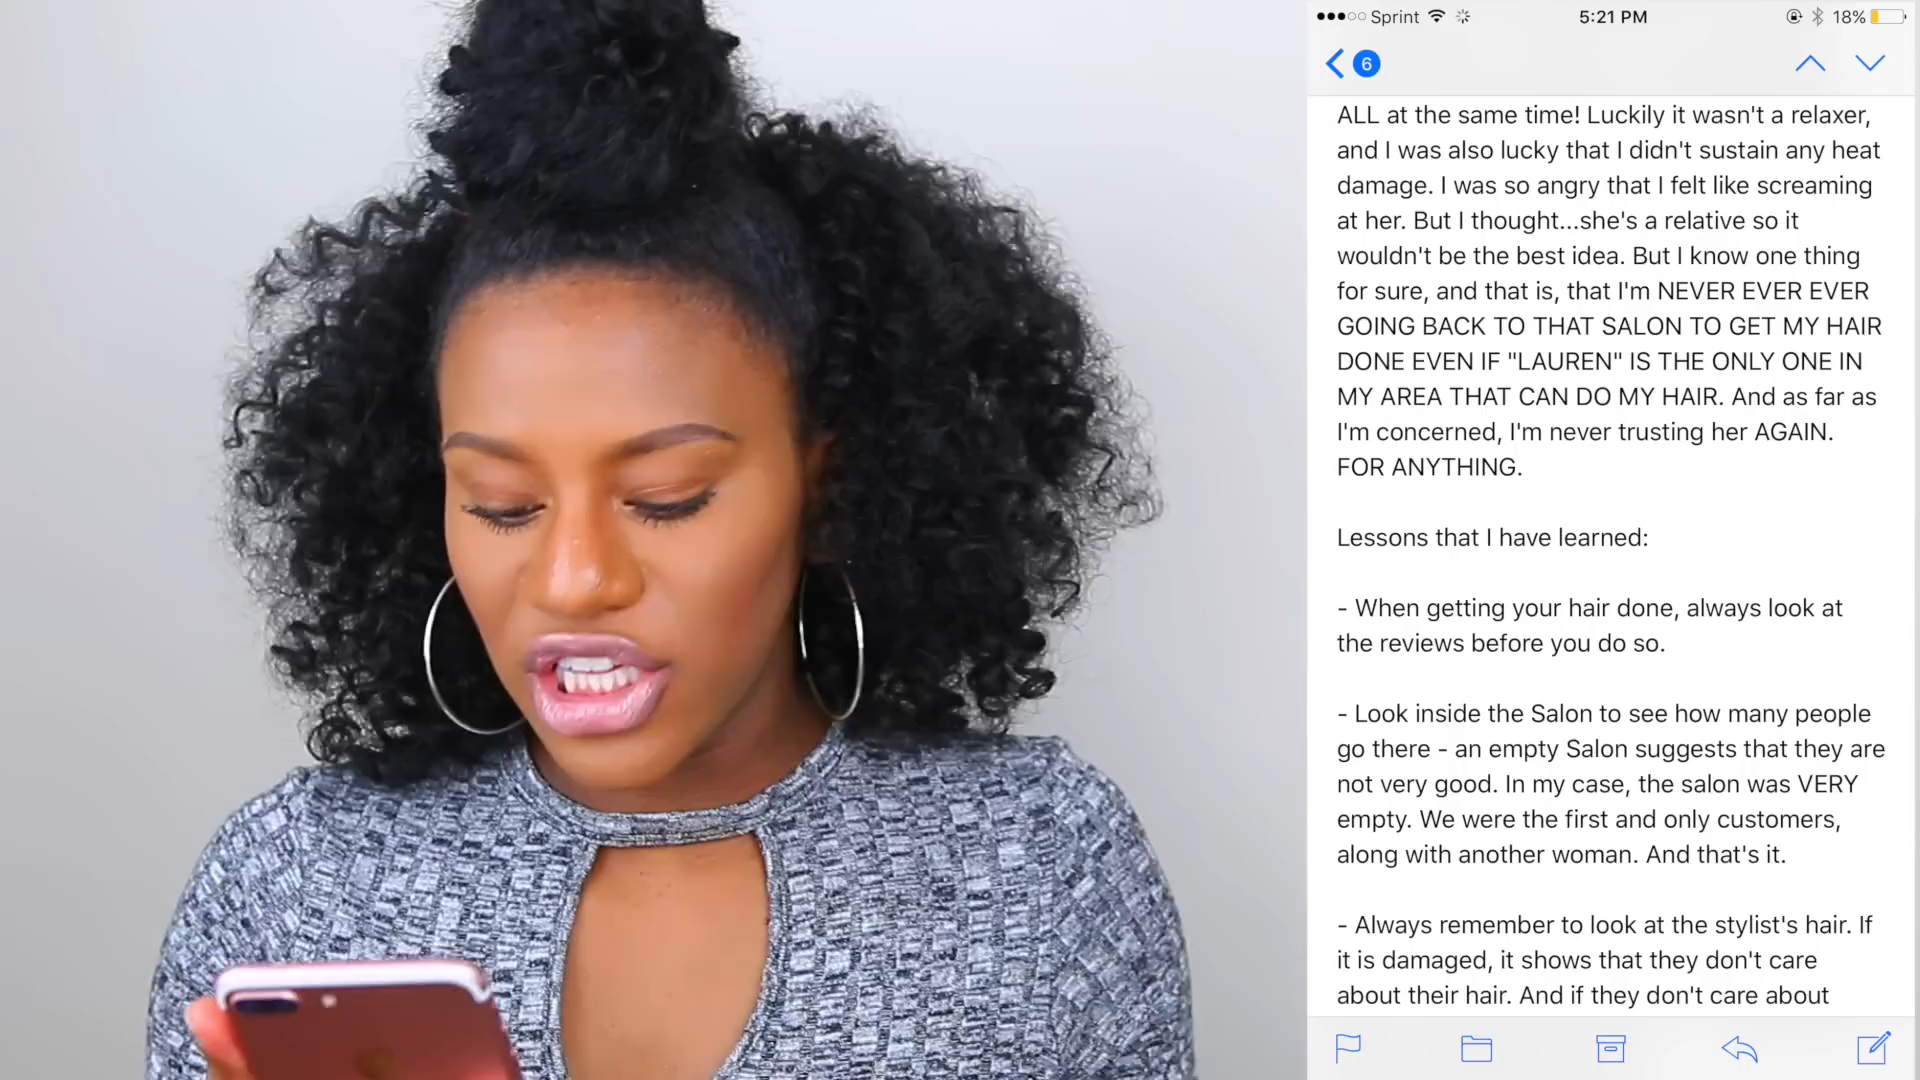 Sprint 5:21 PM 18%
6
ALL at the same time! Luckily it wasn't a relaxer,
and I was also lucky that I didn't sustain any heat
damage. I was so angry that I felt like screaming
at her. But I thought...she's a relative so it
wouldn't be the best idea. But I know one thing
for sure, and that is, that I'm NEVER EVER EVER
GOING BACK TO THAT SALON TO GET MY HAIR
DONE EVEN IF "LAUREN" IS THE ONLY ONE IN
MY AREA THAT CAN DO MY HAIR. And as far as
I'm concerned, I'm never trusting her AGAIN.
FOR ANYTHING.
Lessons that I have learned:
- When getting your hair done, always look at
the reviews before you do so.
- Look inside the Salon to see how many people
go there - an empty Salon suggests that they are
not very good. In my case, the salon was VERY
empty. We were the first and only customers,
along with another woman. And that's it.
- Always remember to look at the stylist's hair. If
it is damaged, it shows that they don't care
about their hair. And if they don't care about